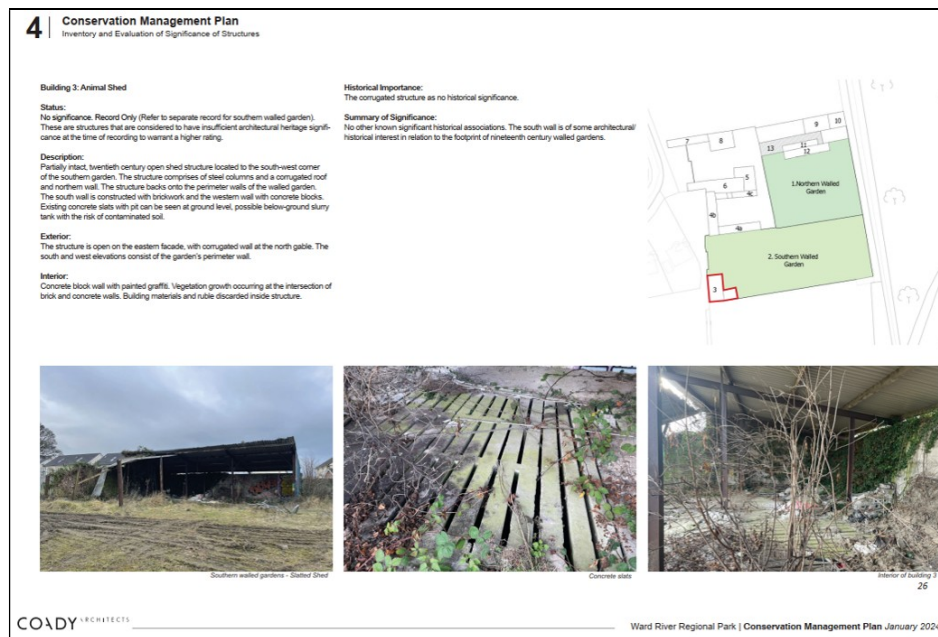 4
Conservation Management Plan
Inventory and Evaluation of Significance of Structures
Building 3: Animal Shed
Status:
No significance. Record Only (Refer to separate record for southern walled garden).
These are structures that are considered to have insufficient architectural heritage signifi-
cance at the time of recording to warrant a higher rating.
Description:
Partially intact, twentieth century open shed structure located to the south-west corner
of the southern garden. The structure comprises of steel columns and a corrugated roof
and northern wall. The structure backs onto the perimeter walls of the walled garden.
The south wall is constructed with brickwork and the western wall with concrete blocks.
Existing concrete slats with pit can be seen at ground level, possible below-ground slurry
tank with the risk of contaminated soil.
Exterior:
The structure is open on the eastern facade, with corrugated wall at the north gable. The
south and west elevations consist of the garden's perimeter wall.
Interior:
Concrete block wall with painted graffiti. Vegetation growth occurring at the intersection of
brick and concrete walls. Building materials and ruble discarded inside structure.
Historical Importance:
The corrugated structure as no historical significance.
Summary of Significance:
No other known significant historical associations. The south wall is of some architectural/
historical interest in relation to the footprint of nineteenth century walled gardens.
7
8
9
10
13
11
12
5
6
4c
4b
4a
1.Northern Walled
Garden
2. Southern Walled
Garden
3
Southern walled gardens - Slatted Shed
Concrete slats
Interior of building 3
26
COADY ARCHITECTS
Ward River Regional Park | Conservation Management Plan January 2024